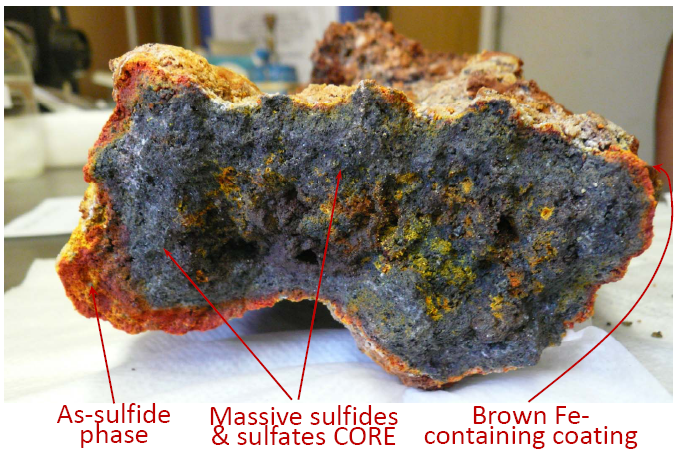 As-sulfide
phase
Massive sulfides
& sulfates CORE
Brown Fe-
containing coating